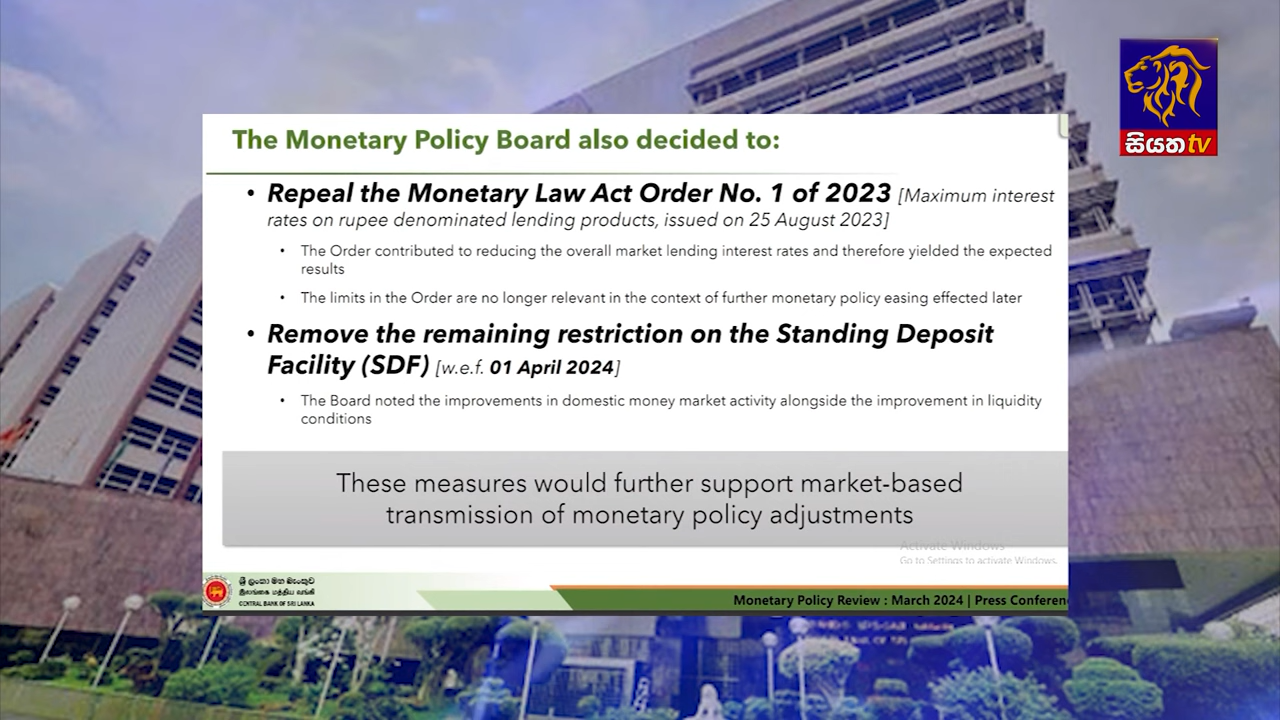 සියත tv
The Monetary Policy Board also decided to:
• Repeal the Monetary Law Act Order No. 1 of 2023 [Maximum interest
rates on rupee denominated lending products, issued on 25 August 2023]
• The Order contributed to reducing the overall market lending interest rates and therefore yielded the expected
results
• The limits in the Order are no longer relevant in the context of further monetary policy easing effected later
• Remove the remaining restriction on the Standing Deposit
Facility (SDF) [w.e.f. 01 April 2024]
• The Board noted the improvements in domestic money market activity alongside the improvement in liquidity
conditions
These measures would further support market-based
transmission of monetary policy adjustments
Activate Windows
Go to Settings to activate Windows.
ශ්‍රී ලංකා මහ බැංකුව
இலங்கை மத்திய வங்கி
CENTRAL BANK OF SRI LANKA
Monetary Policy Review : March 2024 | Press Conferen